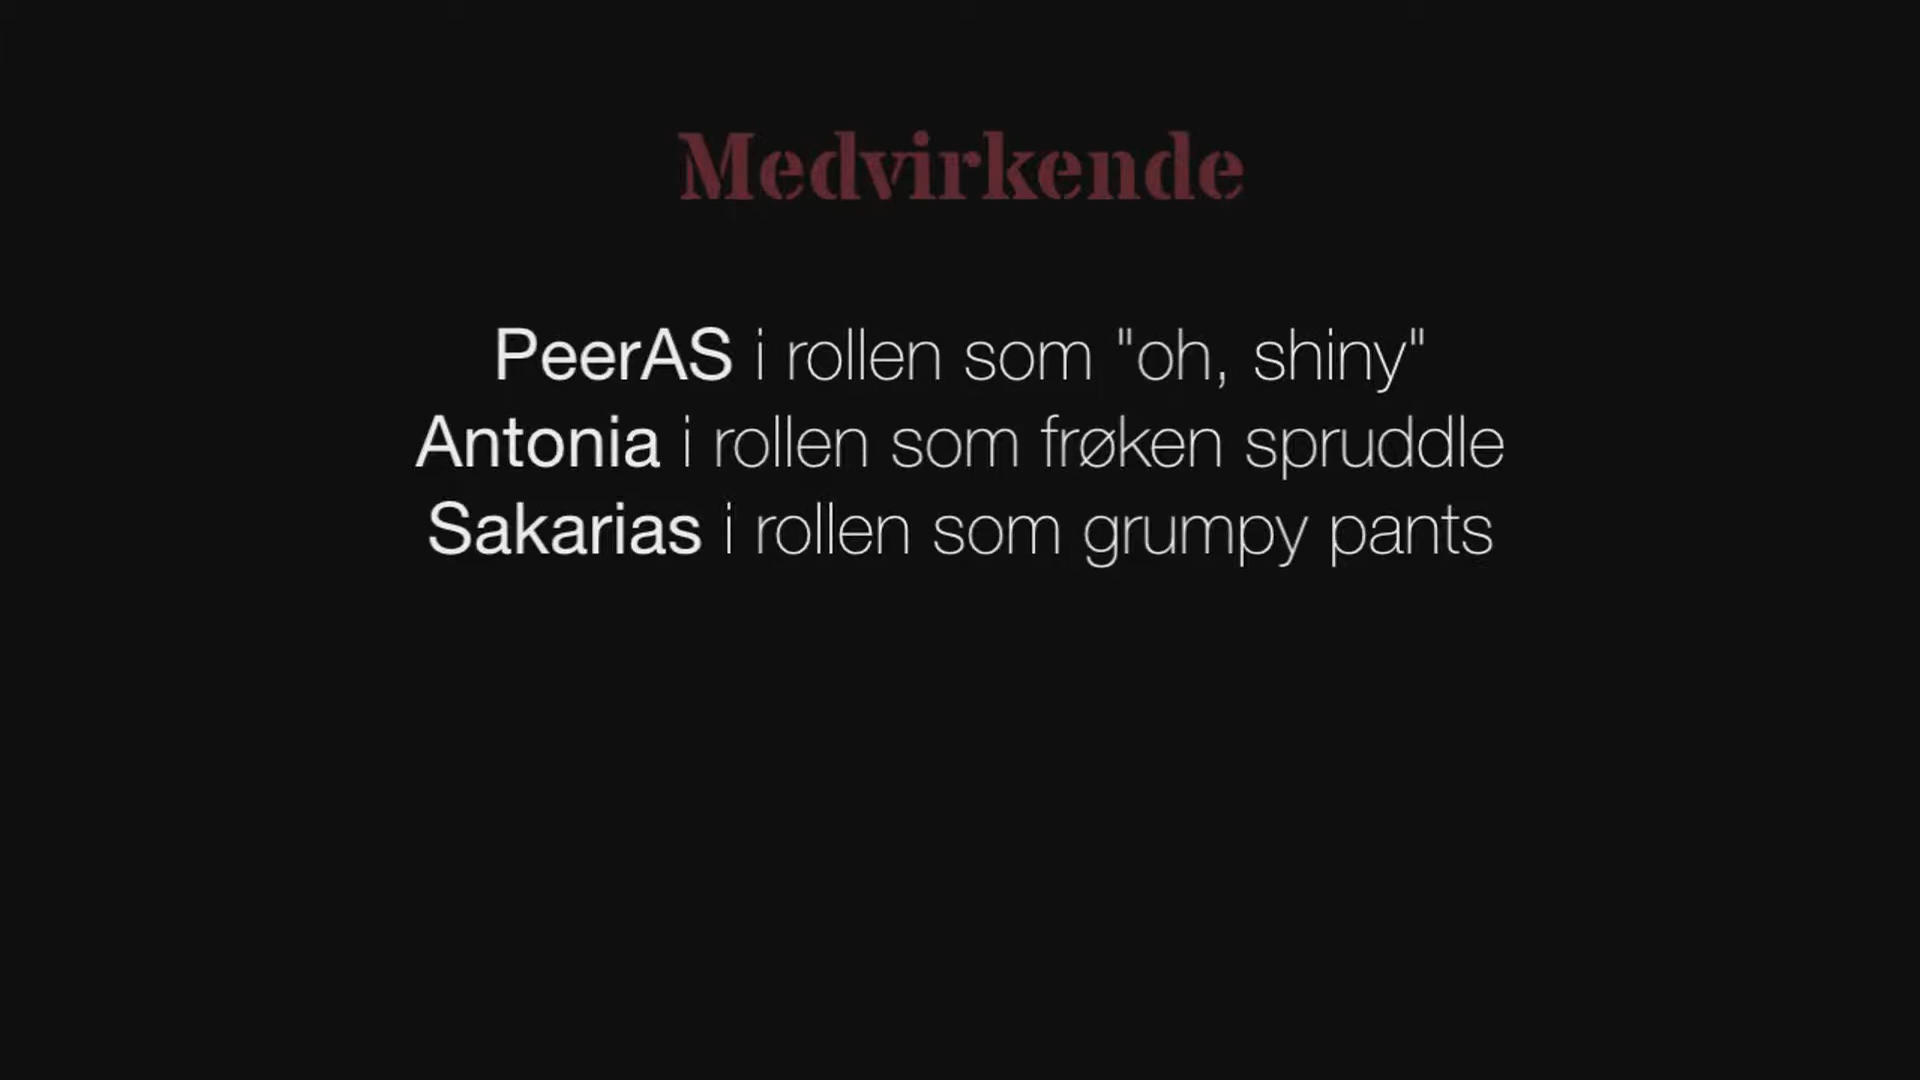 Medvirkende
PeerAS i rollen som "oh, shiny"
Antonia i rollen som frøken spruddle
Sakarias i rollen som grumpy pants